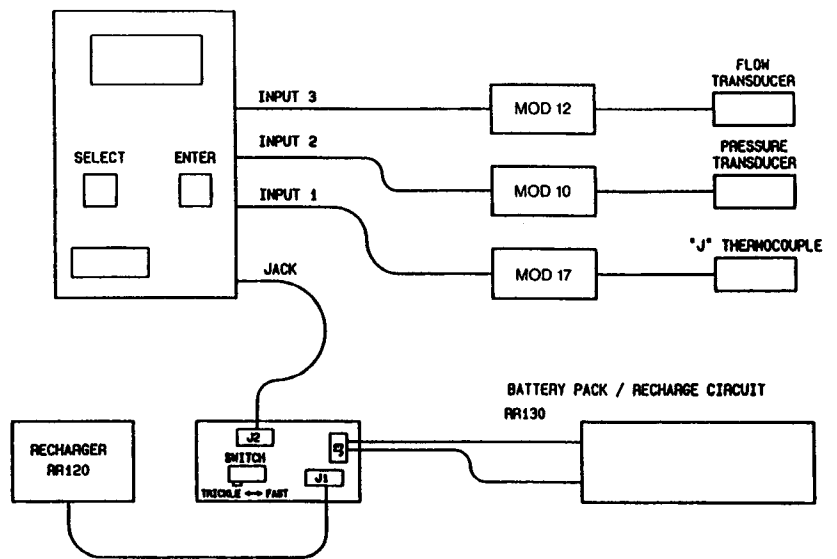 FLOW
TRANSDUCER
INPUT 3
MOD 12
INPUT 2
PRESSURE
TRANSDUCER
SELECT
ENTER
MOD 10
INPUT 1
"J" THERMOCOUPLE
MOD 17
JACK
BATTERY PACK / RECHARGE CIRCUIT
RR130
RECHARGER
RR120
J2
J3
SWITCH
J1
TRICKLE ↔ FAST